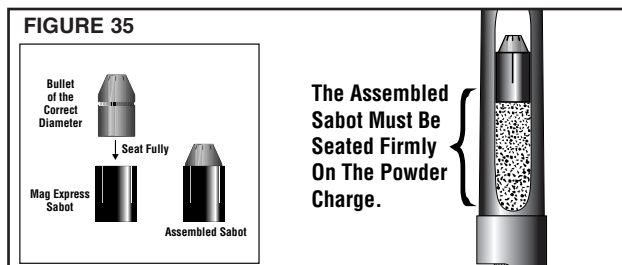 FIGURE 35
Bullet
of the
Correct
Diameter
Seat Fully
Mag Express
Sabot
Assembled Sabot
The Assembled
Sabot Must Be
Seated Firmly
On The Powder
Charge.